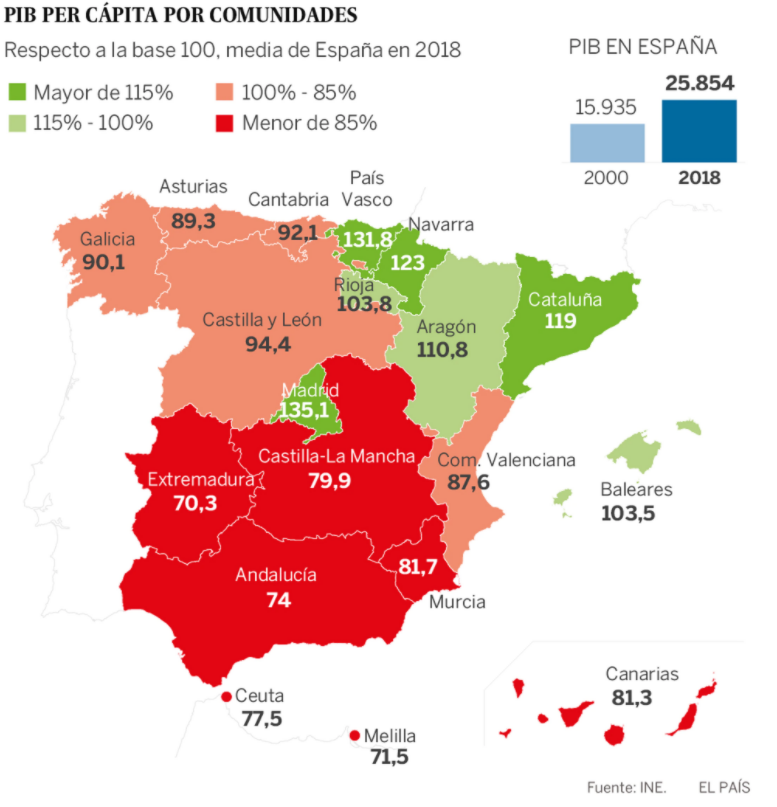 PIB PER CÁPITA POR COMUNIDADES
Respecto a la base 100, media de España en 2018
Mayor de 115%
100% - 85%
115% - 100%
Menor de 85%
PIB EN ESPAÑA
25.854
15.935
2000
2018
Asturias
89,3
Cantabria
92,1
País
Vasco
131,8
Navarra
123
Galicia
90,1
Rioja
103,8
Castilla y León
94,4
Aragón
110,8
Cataluña
119
Madrid
135,1
Castilla-La Mancha
79,9
Com. Valenciana
87,6
Extremadura
70,3
Baleares
103,5
Andalucía
74
81,7
Murcia
Ceuta
77,5
Melilla
71,5
Canarias
81,3
Fuente: INE.
EL PAÍS